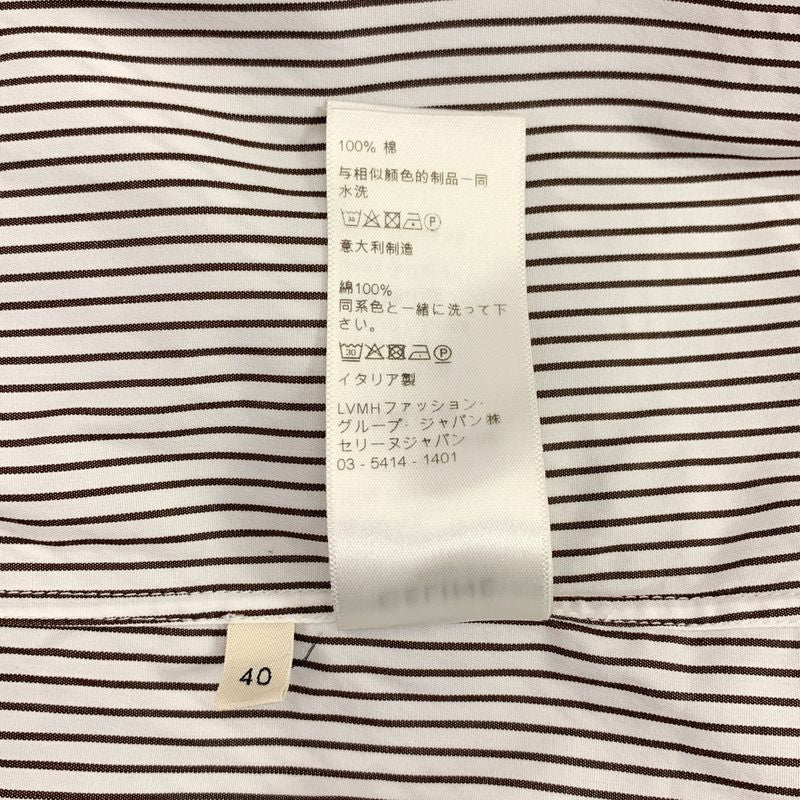 100% 棉
与相似颜色的制品一同
水洗
30 P
意大利制造
綿100%
同系色と一緒に洗って下
さい。
30 P
イタリア製
LVMHファッション・
グループ・ジャパン㈱
セリーヌジャパン
03 - 5414 - 1401
40